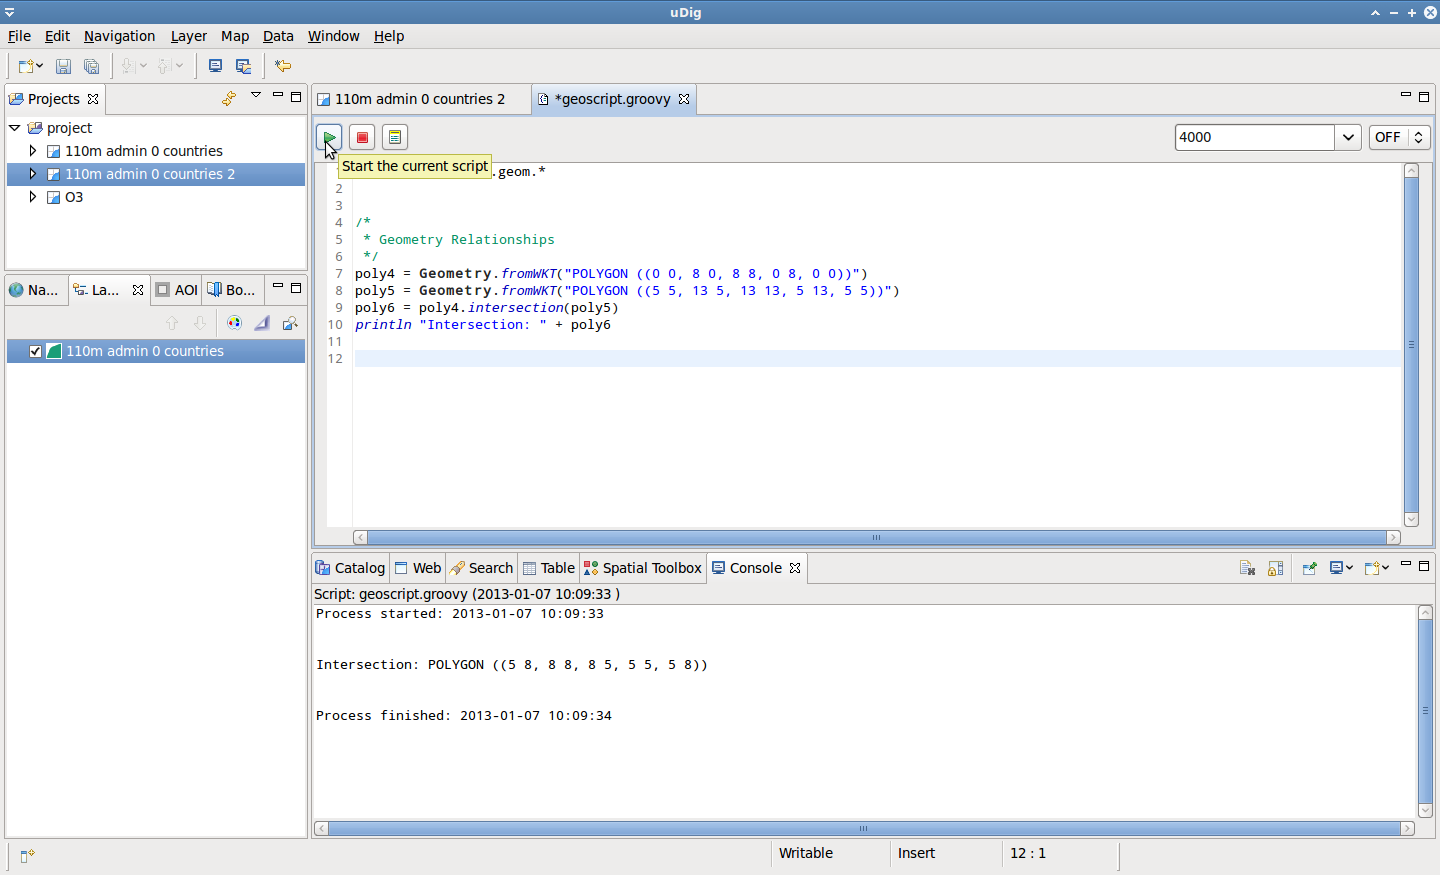 uDig
File Edit Navigation Layer Map Data Window Help
Projects
project
110m admin 0 countries
110m admin 0 countries 2
O3
Na... La... AOI Bo...
110m admin 0 countries
110m admin 0 countries 2 *geoscript.groovy
4000 OFF
Start the current script
.geom.*
2
3
4 /*
5 * Geometry Relationships
6 */
7 poly4 = Geometry.fromWKT("POLYGON ((0 0, 8 0, 8 8, 0 8, 0 0))")
8 poly5 = Geometry.fromWKT("POLYGON ((5 5, 13 5, 13 13, 5 13, 5 5))")
9 poly6 = poly4.intersection(poly5)
10 println "Intersection: " + poly6
11
12
Catalog Web Search Table Spatial Toolbox Console
Script: geoscript.groovy (2013-01-07 10:09:33 )
Process started: 2013-01-07 10:09:33
Intersection: POLYGON ((5 8, 8 8, 8 5, 5 5, 5 8))
Process finished: 2013-01-07 10:09:34
Writable Insert 12 : 1